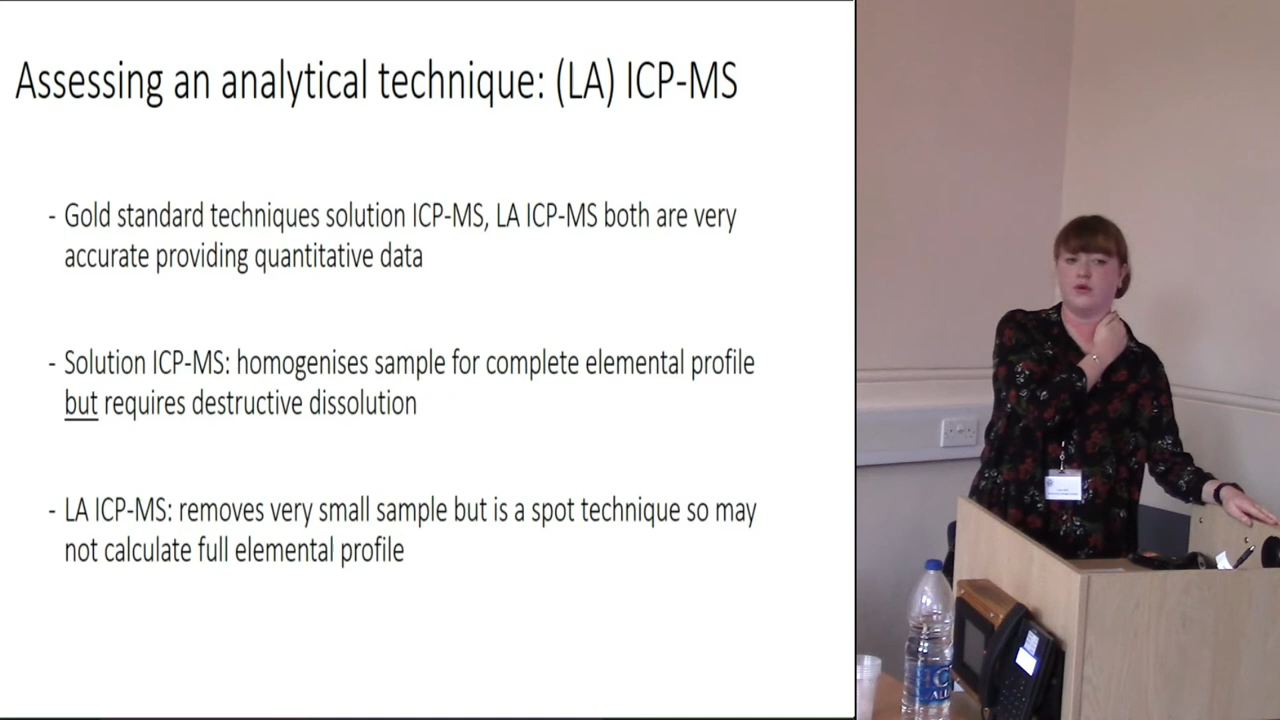 Assessing an analytical technique: (LA) ICP-MS
- Gold standard techniques solution ICP-MS, LA ICP-MS both are very
accurate providing quantitative data
- Solution ICP-MS: homogenises sample for complete elemental profile
but requires destructive dissolution
- LA ICP-MS: removes very small sample but is a spot technique so may
not calculate full elemental profile